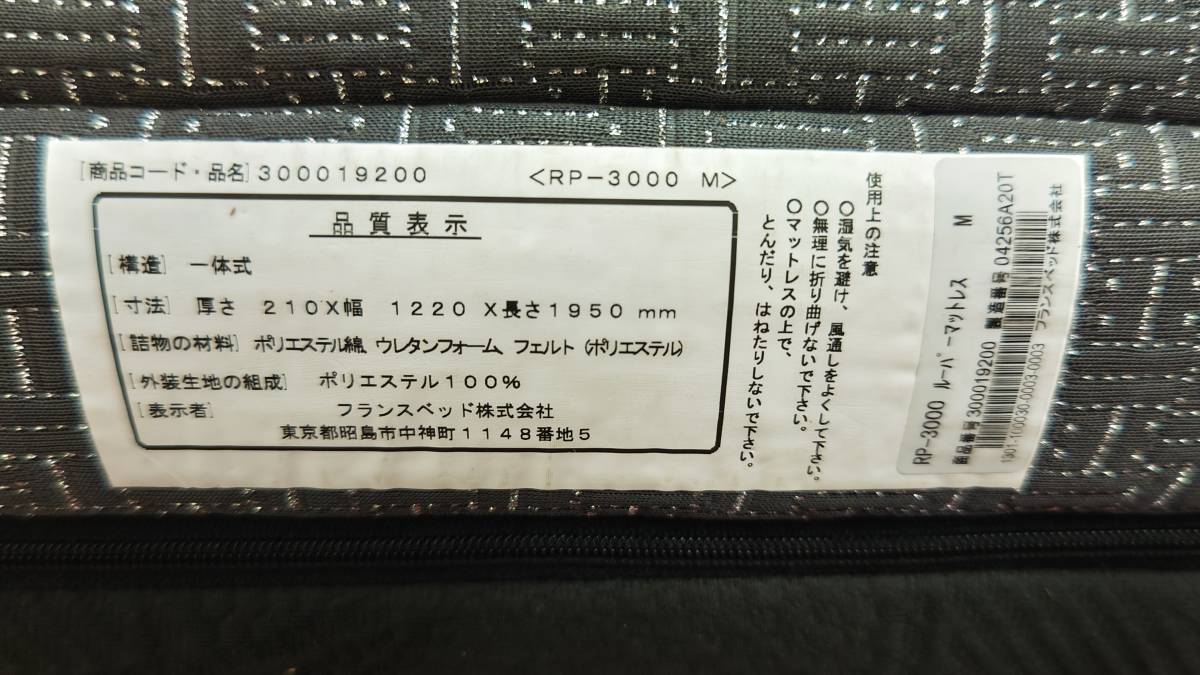 [商品コード・品名] 300019200 <RP-3000 M>
品質表示
[構造] 一体式
[寸法] 厚さ 210X幅 1220 X長さ1950 mm
[詰物の材料] ポリエステル綿、ウレタンフォーム、フェルト(ポリエステル)
[外装生地の組成] ポリエステル100%
[表示者] フランスベッド株式会社
東京都昭島市中神町1148番地5
使用上の注意
○湿気を避け、風通しをよくして下さい。
○無理に折り曲げないで下さい。
○マットレスの上で、
とんだり、はねたりしないで下さい。
RP-3000 ルーパーマットレス M
商品番号 300019200 製造番号 04256A20T
1901-100030-0003-0003 フランスベッド株式会社